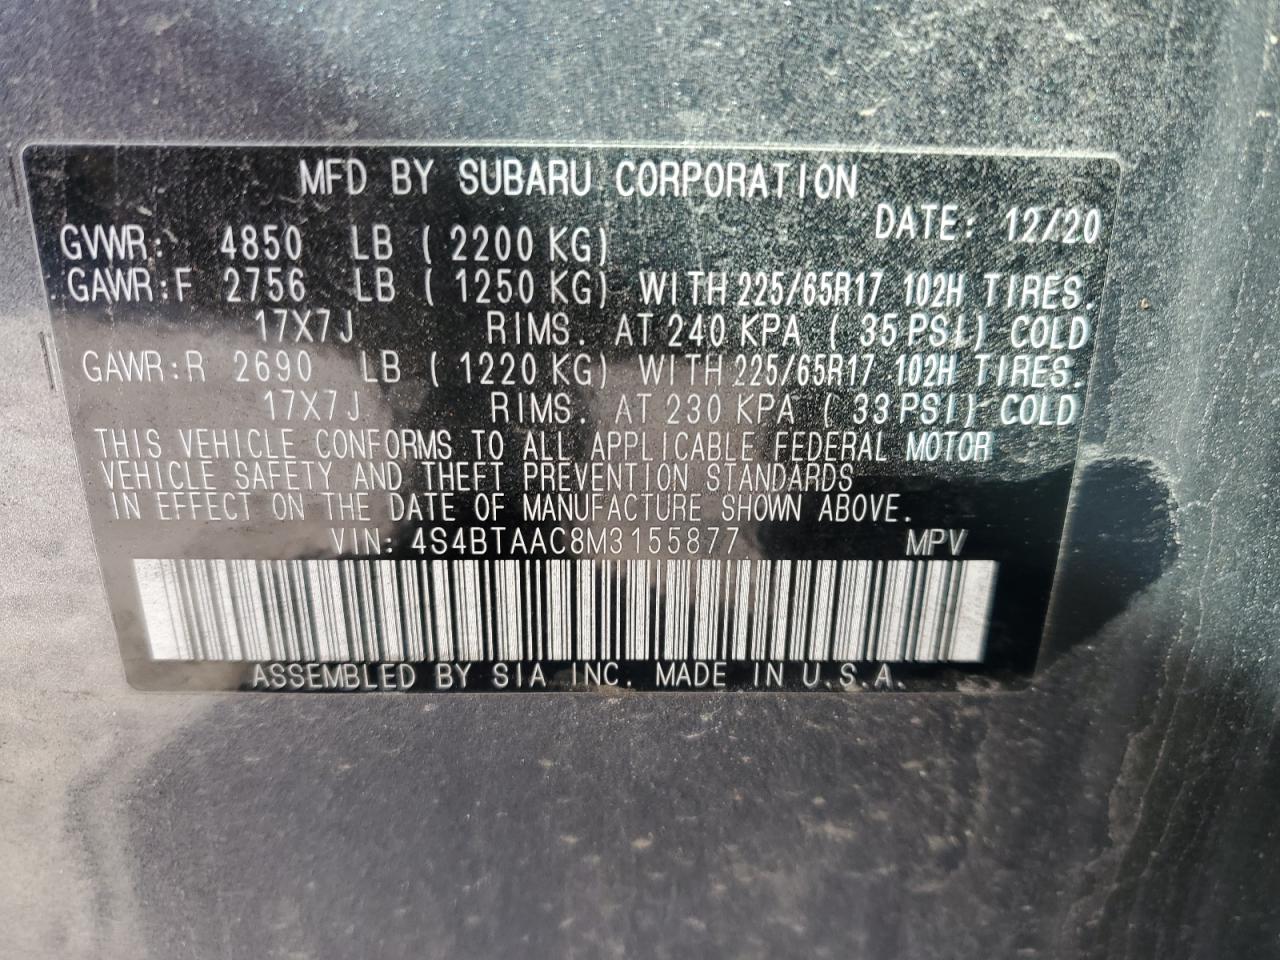 MFD BY SUBARU CORPORATION
DATE: 12/20
GVWR: 4850 LB ( 2200 KG)
GAWR:F 2756 LB ( 1250 KG) WITH 225/65R17 102H TIRES.
17X7J RIMS. AT 240 KPA ( 35 PSI) COLD
GAWR:R 2690 LB ( 1220 KG) WITH 225/65R17 102H TIRES.
17X7J RIMS. AT 230 KPA ( 33 PSI) COLD
THIS VEHICLE CONFORMS TO ALL APPLICABLE FEDERAL MOTOR
VEHICLE SAFETY AND THEFT PREVENTION STANDARDS
IN EFFECT ON THE DATE OF MANUFACTURE SHOWN ABOVE.
VIN: 4S4BTAAC8M3155877 MPV
ASSEMBLED BY SIA INC. MADE IN U.S.A.